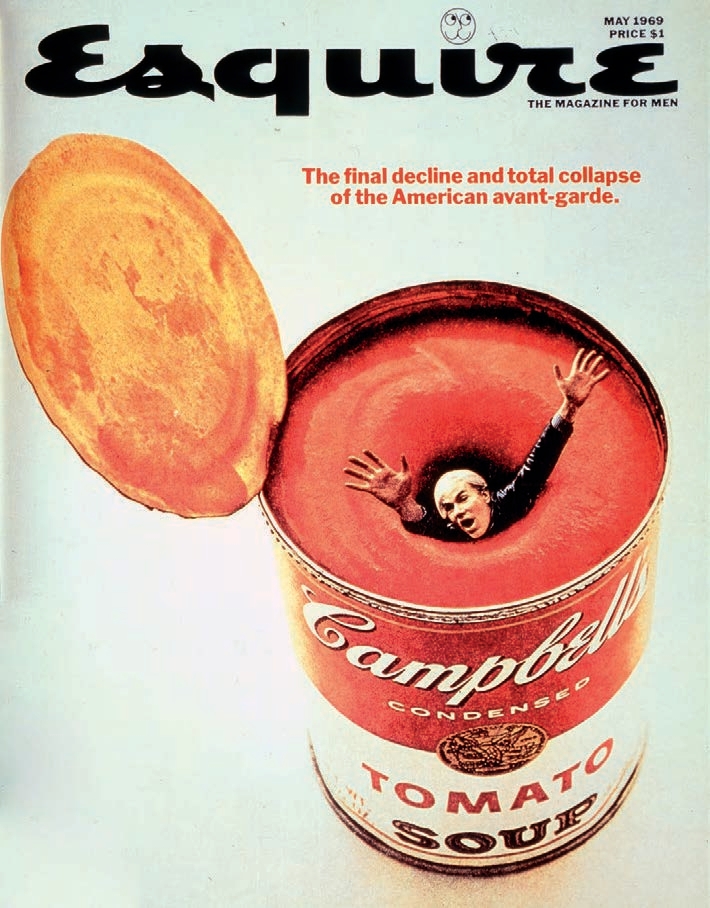 Esquire
MAY 1969
PRICE $1
THE MAGAZINE FOR MEN
The final decline and total collapse
of the American avant-garde.
Campbell's
CONDENSED
TOMATO
SOUP